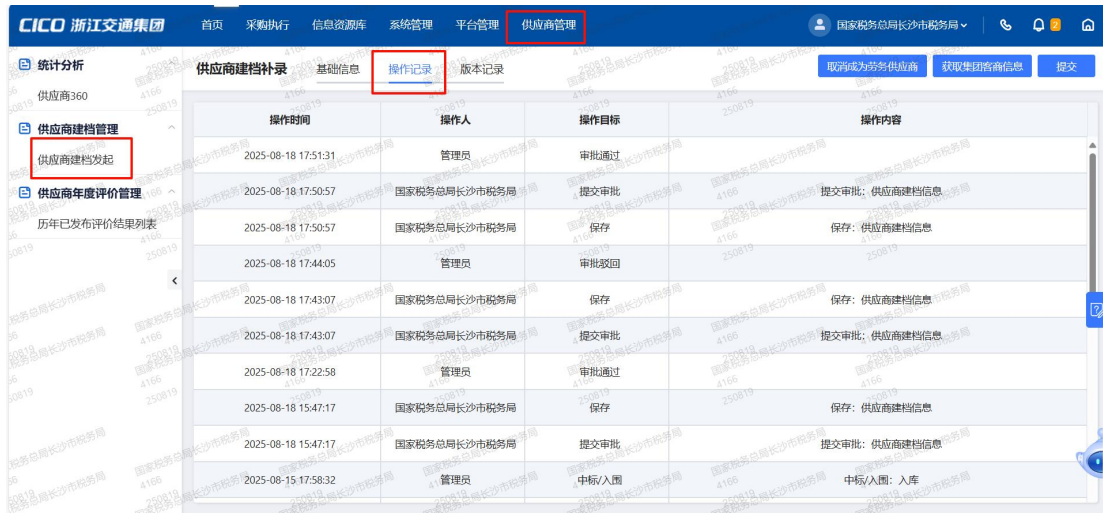 CICO 浙江交通集团 首页 采购执行 信息资源库 系统管理 平台管理 供应商管理 国家税务总局长沙市税务局 2
统计分析
供应商360
供应商建档管理
供应商建档发起
供应商年度评价管理
历年已发布评价结果列表
供应商建档补录 基础信息 操作记录 版本记录 取消成为劳务供应商 获取集团客商信息 提交
操作时间 操作人 操作目标 操作内容
2025-08-18 17:51:31 管理员 审批通过
2025-08-18 17:50:57 国家税务总局长沙市税务局 提交审批 提交审批：供应商建档信息
2025-08-18 17:50:57 国家税务总局长沙市税务局 保存 保存：供应商建档信息
2025-08-18 17:44:05 管理员 审批驳回
2025-08-18 17:43:07 国家税务总局长沙市税务局 保存 保存：供应商建档信息
2025-08-18 17:43:07 国家税务总局长沙市税务局 提交审批 提交审批：供应商建档信息
2025-08-18 17:22:58 管理员 审批通过
2025-08-18 15:47:17 国家税务总局长沙市税务局 保存 保存：供应商建档信息
2025-08-18 15:47:17 国家税务总局长沙市税务局 提交审批 提交审批：供应商建档信息
2025-08-15 17:58:32 管理员 中标/入围 中标/入围：入库